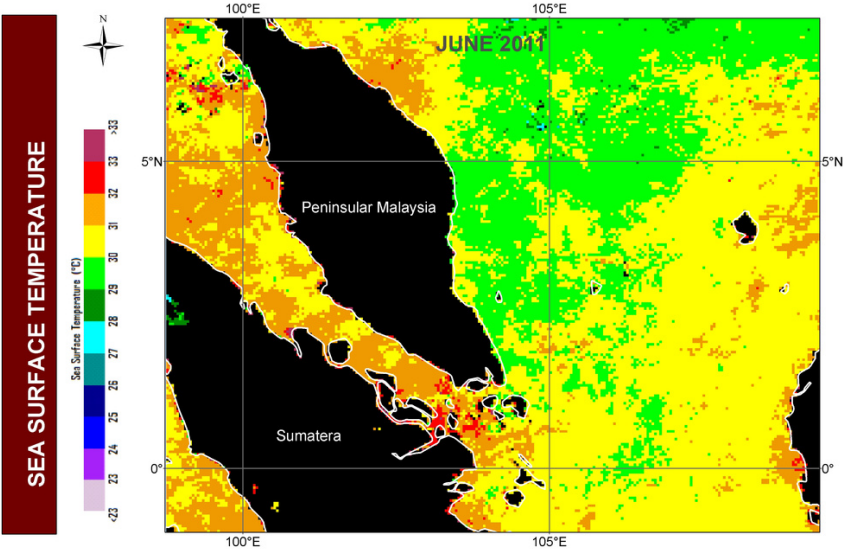 SEA SURFACE TEMPERATURE
N
Sea Surface Temperature (°C)
>33
33
32
31
30
29
28
27
26
25
24
23
<23
100°E
105°E
JUNE 2011
5°N
5°N
Peninsular Malaysia
Sumatera
0°
0°
100°E
105°E